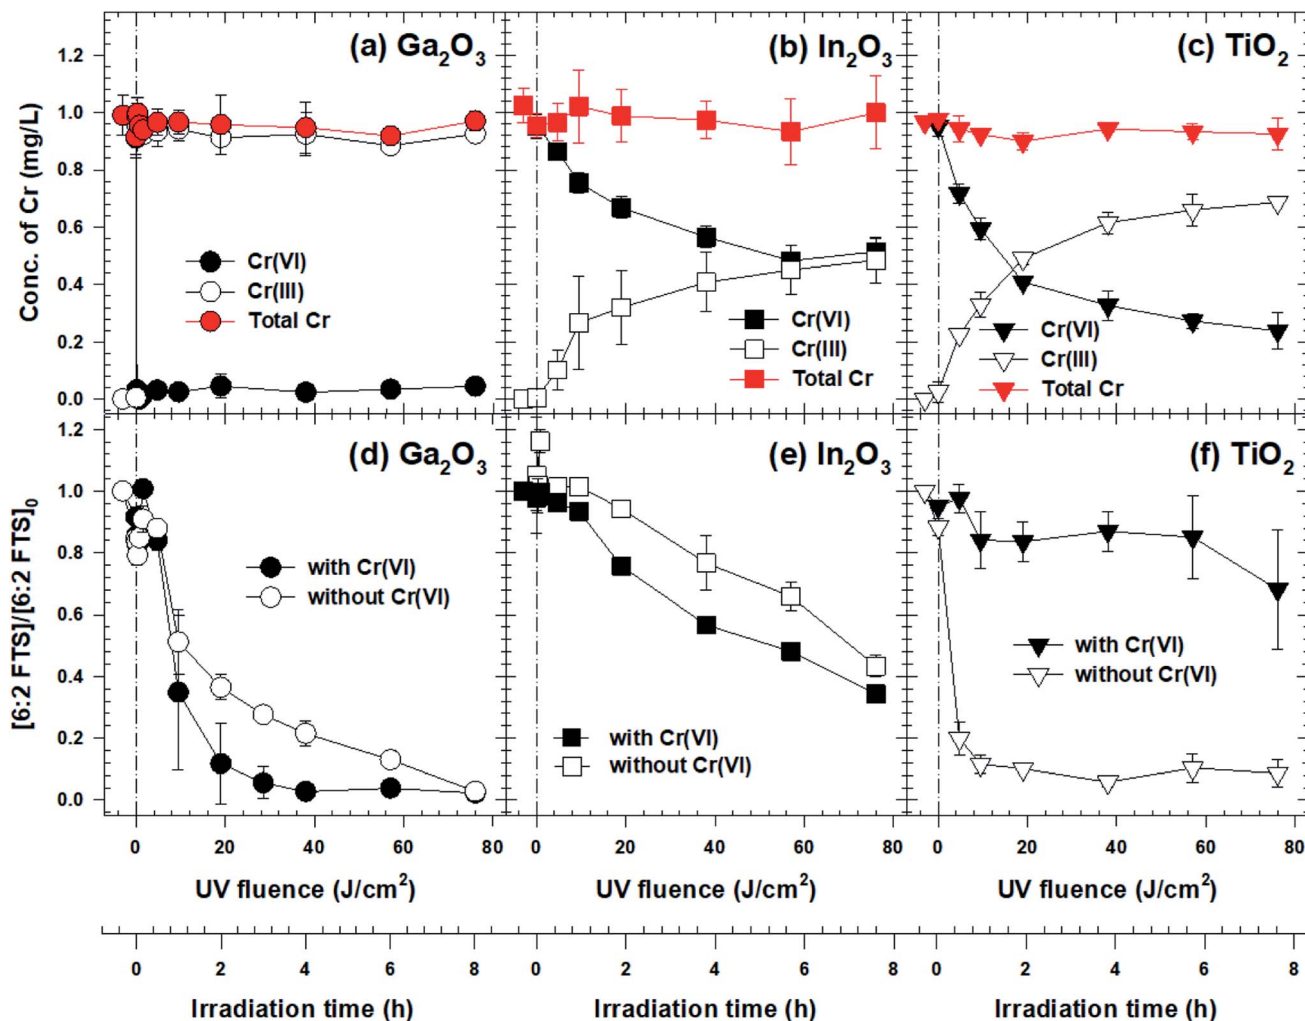 (a) Ga₂O₃
(b) In₂O₃
(c) TiO₂
Conc. of Cr (mg/L)
1.2
1.0
0.8
0.6
0.4
0.2
0.0
Cr(VI)
Cr(III)
Total Cr
Cr(VI)
Cr(III)
Total Cr
Cr(VI)
Cr(III)
Total Cr
(d) Ga₂O₃
(e) In₂O₃
(f) TiO₂
[6:2 FTS]/[6:2 FTS]₀
1.2
1.0
0.8
0.6
0.4
0.2
0.0
with Cr(VI)
without Cr(VI)
with Cr(VI)
without Cr(VI)
with Cr(VI)
without Cr(VI)
0 20 40 60 80 0 20 40 60 80 0 20 40 60 80
UV fluence (J/cm²) UV fluence (J/cm²) UV fluence (J/cm²)
0 2 4 6 8 0 2 4 6 8 0 2 4 6 8
Irradiation time (h) Irradiation time (h) Irradiation time (h)